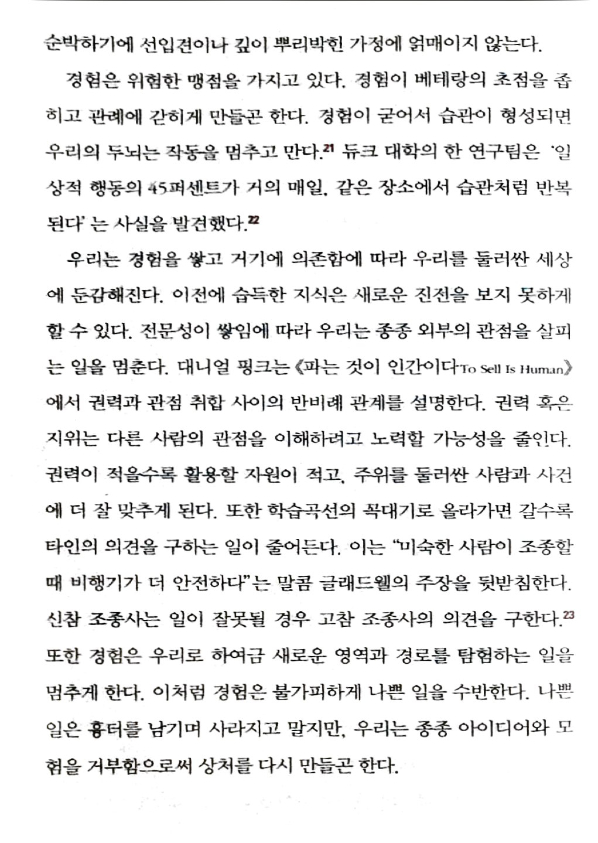 순박하기에 선입견이나 깊이 뿌리박힌 가정에 얽매이지 않는다.
경험은 위험한 맹점을 가지고 있다. 경험이 베테랑의 초점을 좁
히고 관례에 갇히게 만들곤 한다. 경험이 굳어서 습관이 형성되면
우리의 두뇌는 작동을 멈추고 만다.21 듀크 대학의 한 연구팀은 '일
상적 행동의 45퍼센트가 거의 매일, 같은 장소에서 습관처럼 반복
된다'는 사실을 발견했다.22
우리는 경험을 쌓고 거기에 의존함에 따라 우리를 둘러싼 세상
에 둔감해진다. 이전에 습득한 지식은 새로운 진전을 보지 못하게
할 수 있다. 전문성이 쌓임에 따라 우리는 종종 외부의 관점을 살피
는 일을 멈춘다. 대니얼 핑크는 《파는 것이 인간이다To Sell Is Human》
에서 권력과 관점 취합 사이의 반비례 관계를 설명한다. 권력 혹은
지위는 다른 사람의 관점을 이해하려고 노력할 가능성을 줄인다.
권력이 적을수록 활용할 자원이 적고, 주위를 둘러싼 사람과 사건
에 더 잘 맞추게 된다. 또한 학습곡선의 꼭대기로 올라가면 갈수록
타인의 의견을 구하는 일이 줄어든다. 이는 “미숙한 사람이 조종할
때 비행기가 더 안전하다”는 말콤 글래드웰의 주장을 뒷받침한다.
신참 조종사는 일이 잘못될 경우 고참 조종사의 의견을 구한다.23
또한 경험은 우리로 하여금 새로운 영역과 경로를 탐험하는 일을
멈추게 한다. 이처럼 경험은 불가피하게 나쁜 일을 수반한다. 나쁜
일은 흉터를 남기며 사라지고 말지만, 우리는 종종 아이디어와 모
험을 거부함으로써 상처를 다시 만들곤 한다.